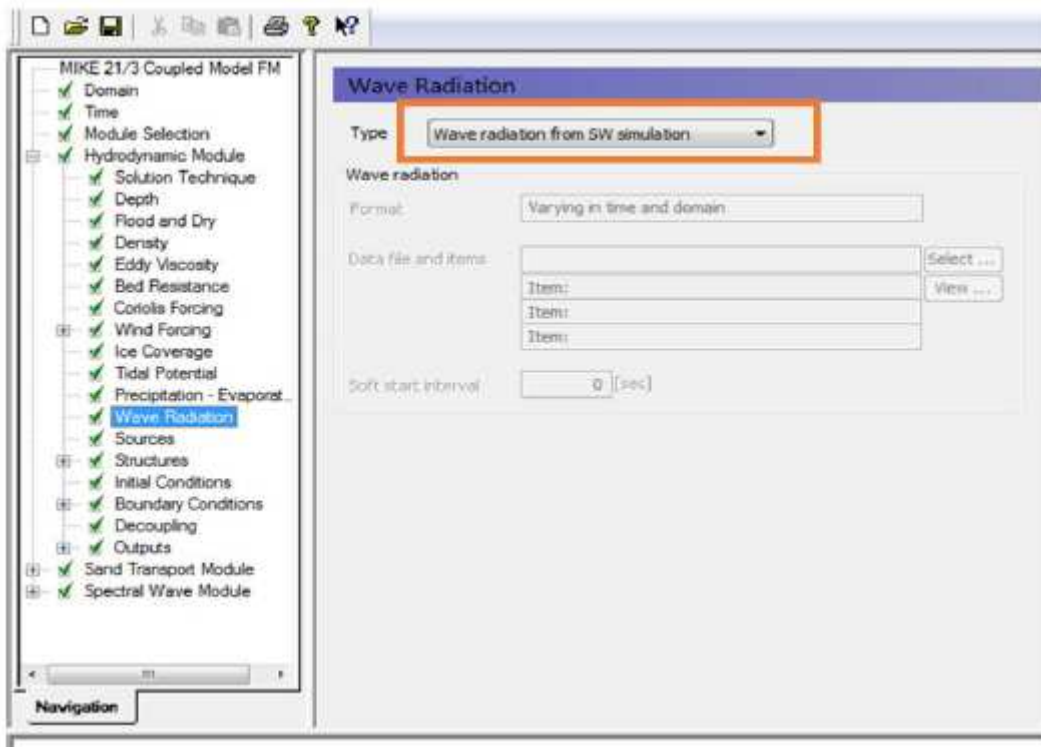 MIKE 21/3 Coupled Model FM
Domain
Time
Module Selection
Hydrodynamic Module
Solution Technique
Depth
Flood and Dry
Density
Eddy Viscosity
Bed Resistance
Coriolis Forcing
Wind Forcing
Ice Coverage
Tidal Potential
Precipitation - Evaporat...
Wave Radiation
Sources
Structures
Initial Conditions
Boundary Conditions
Decoupling
Outputs
Sand Transport Module
Spectral Wave Module
Navigation
Wave Radiation
Type Wave radiation from SW simulation
Wave radiation
Format Varying in time and domain
Data file and items Select ...
Item: View ...
Item:
Item:
Soft start interval 0 [sec]